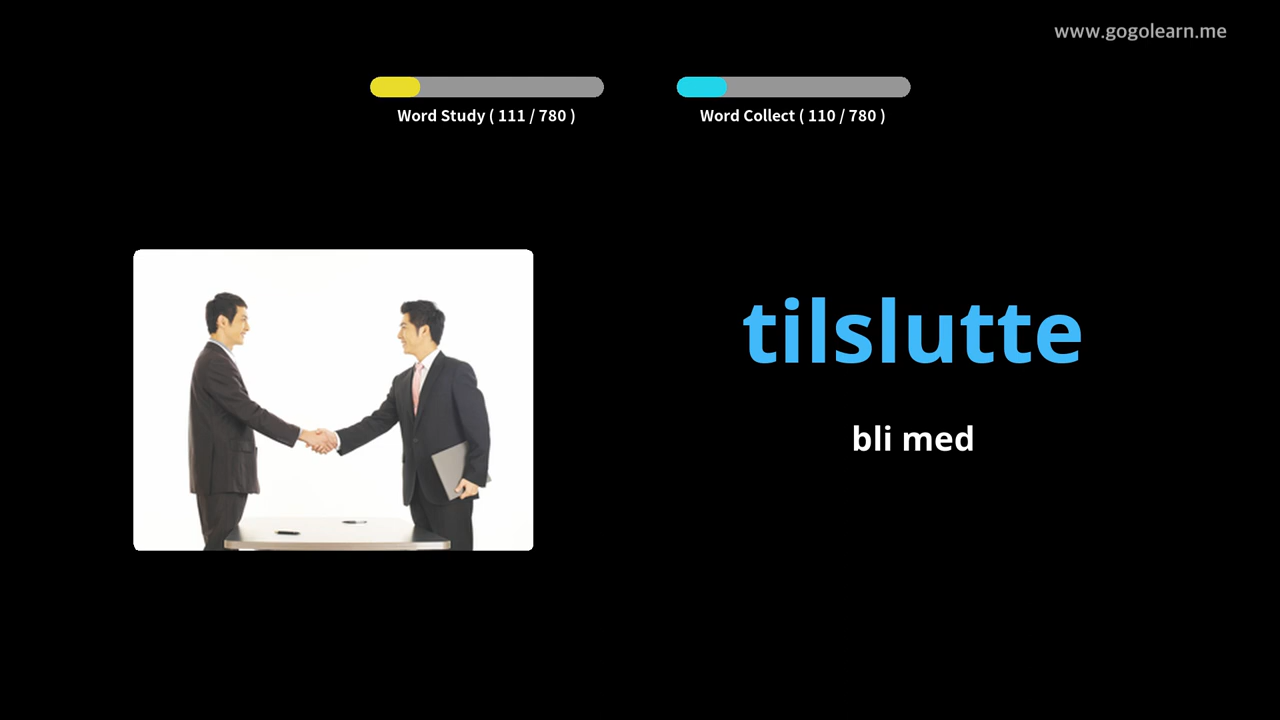 www.gogolearn.me
Word Study ( 111 / 780 )
Word Collect ( 110 / 780 )
tilslutte
bli med